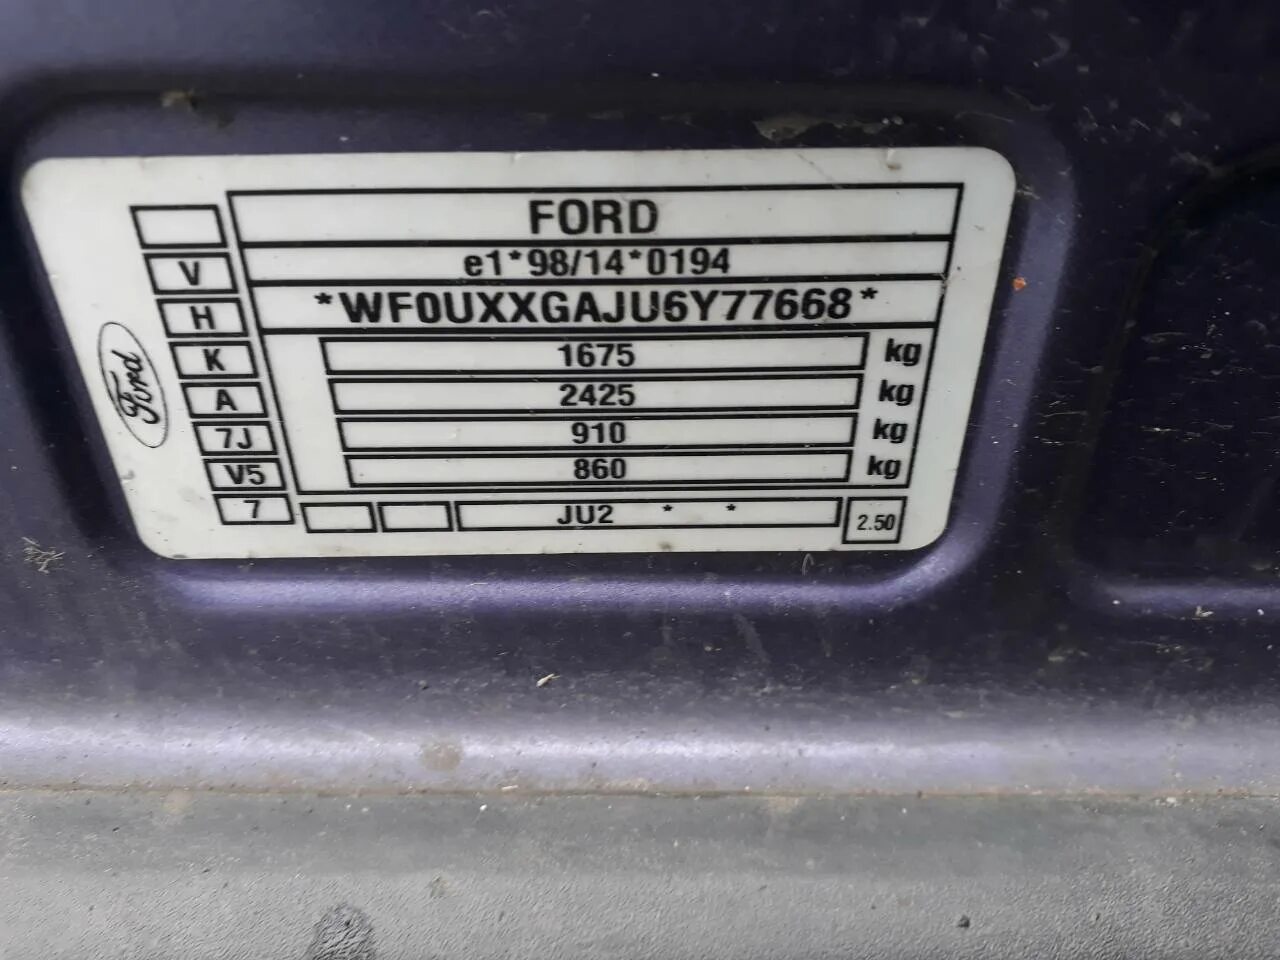 FORD
V e1*98/14*0194
H *WF0UXXGAJU6Y77668*
K 1675 kg
A 2425 kg
7J 910 kg
V5 860 kg
7 JU2 * * 2.50
Ford